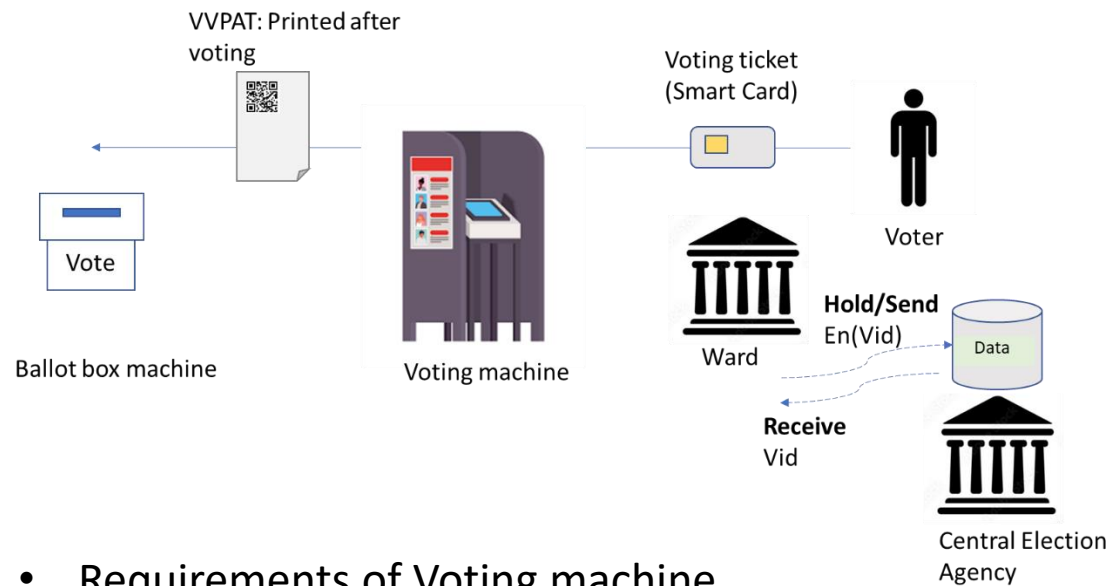 VVPAT: Printed after
voting
Voting ticket
(Smart Card)
Voter
Vote
Ballot box machine
Voting machine
Ward
Hold/Send
En(Vid)
Data
Receive
Vid
Central Election
Agency
• Requirements of Voting machine